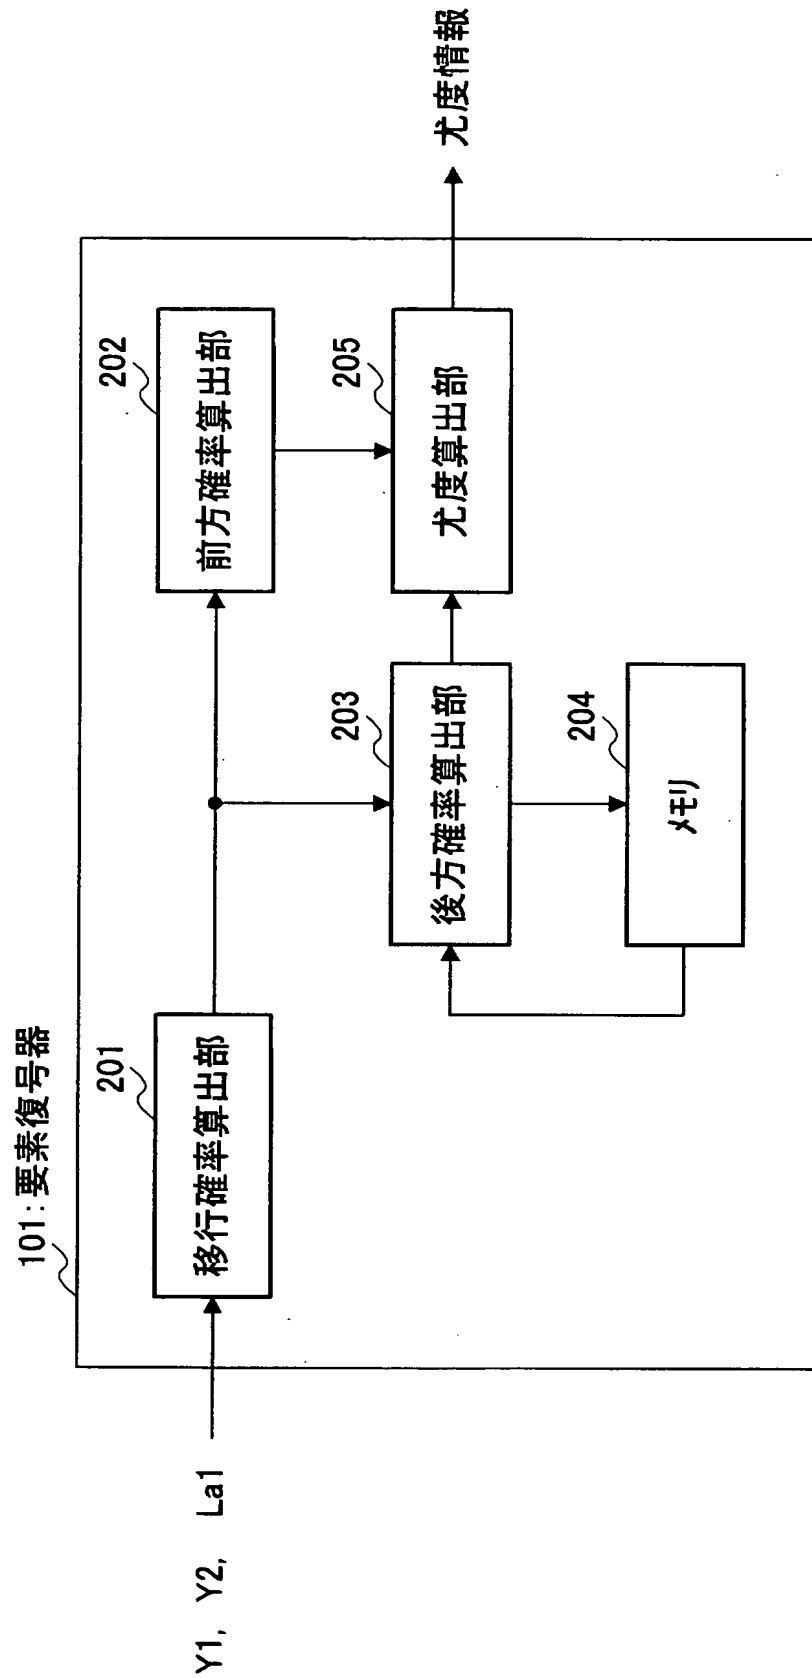 101:要素復号器
Y1, Y2, La1
201
移行確率算出部
202
前方確率算出部
203
後方確率算出部
204
メモリ
205
尤度算出部
尤度情報